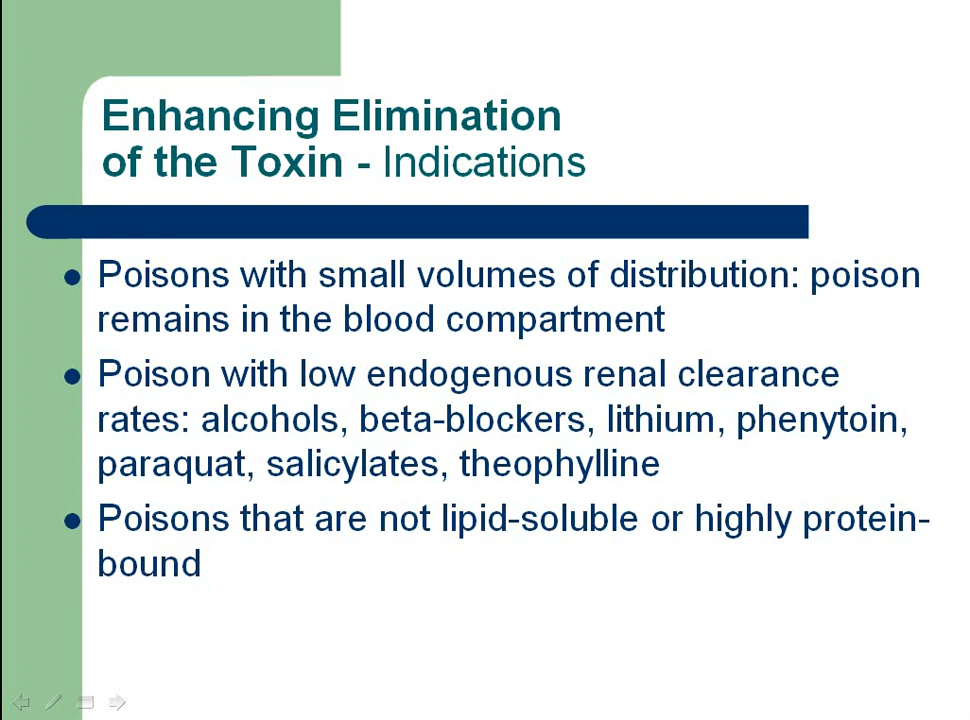 Enhancing Elimination
of the Toxin - Indications
Poisons with small volumes of distribution: poison
remains in the blood compartment
Poison with low endogenous renal clearance
rates: alcohols, beta-blockers, lithium, phenytoin,
paraquat, salicylates, theophylline
Poisons that are not lipid-soluble or highly protein-
bound